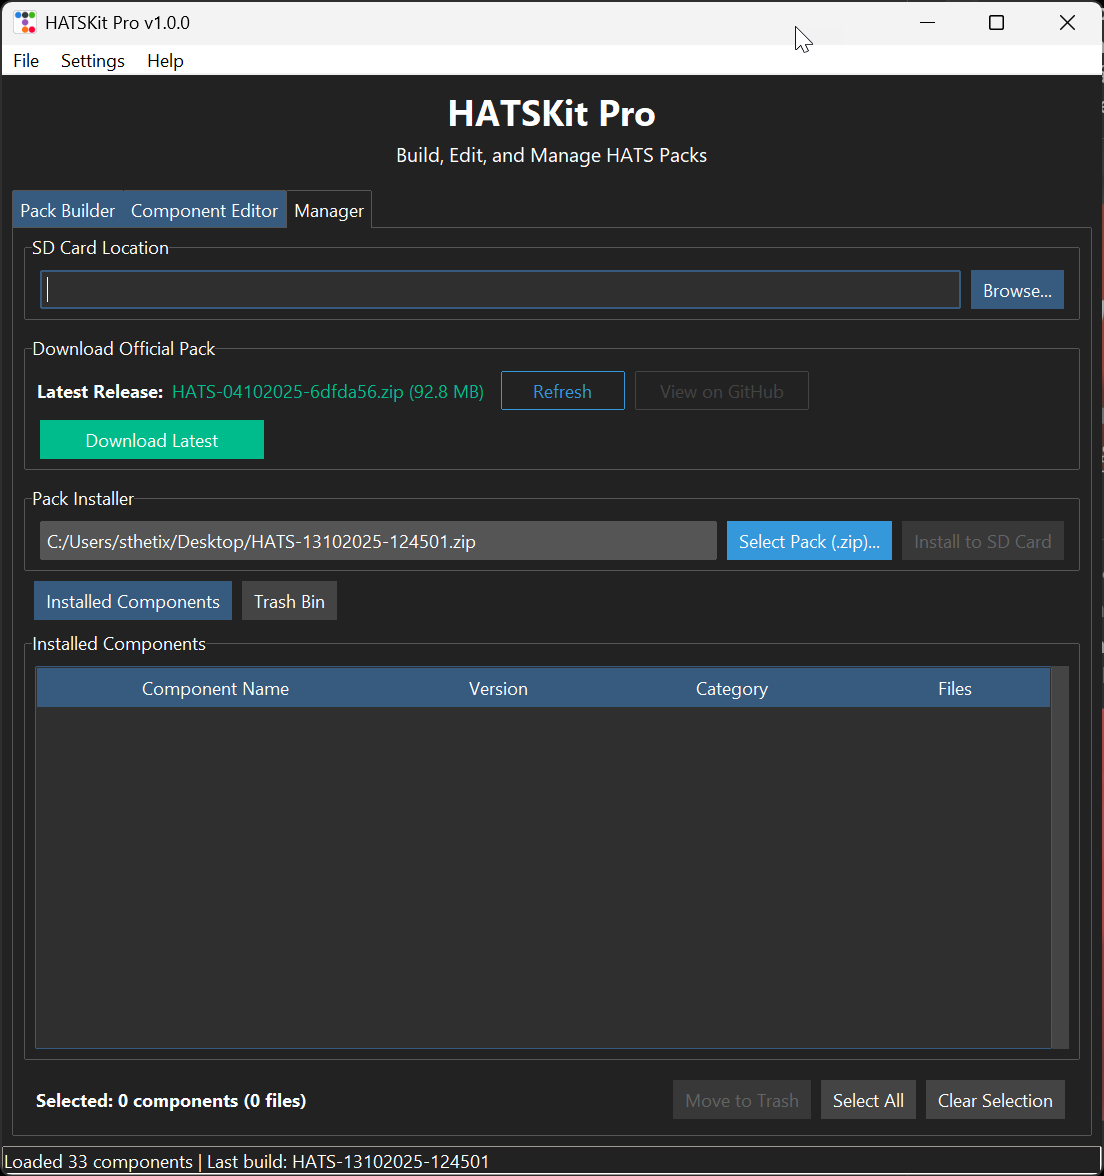 HATSKit Pro v1.0.0
File Settings Help
HATSKit Pro
Build, Edit, and Manage HATS Packs
Pack Builder Component Editor Manager
SD Card Location
Browse...
Download Official Pack
Latest Release: HATS-04102025-6dfda56.zip (92.8 MB) Refresh View on GitHub
Download Latest
Pack Installer
C:/Users/sthetix/Desktop/HATS-13102025-124501.zip Select Pack (.zip)... Install to SD Card
Installed Components Trash Bin
Installed Components
Component Name Version Category Files
Selected: 0 components (0 files) Move to Trash Select All Clear Selection
Loaded 33 components | Last build: HATS-13102025-124501